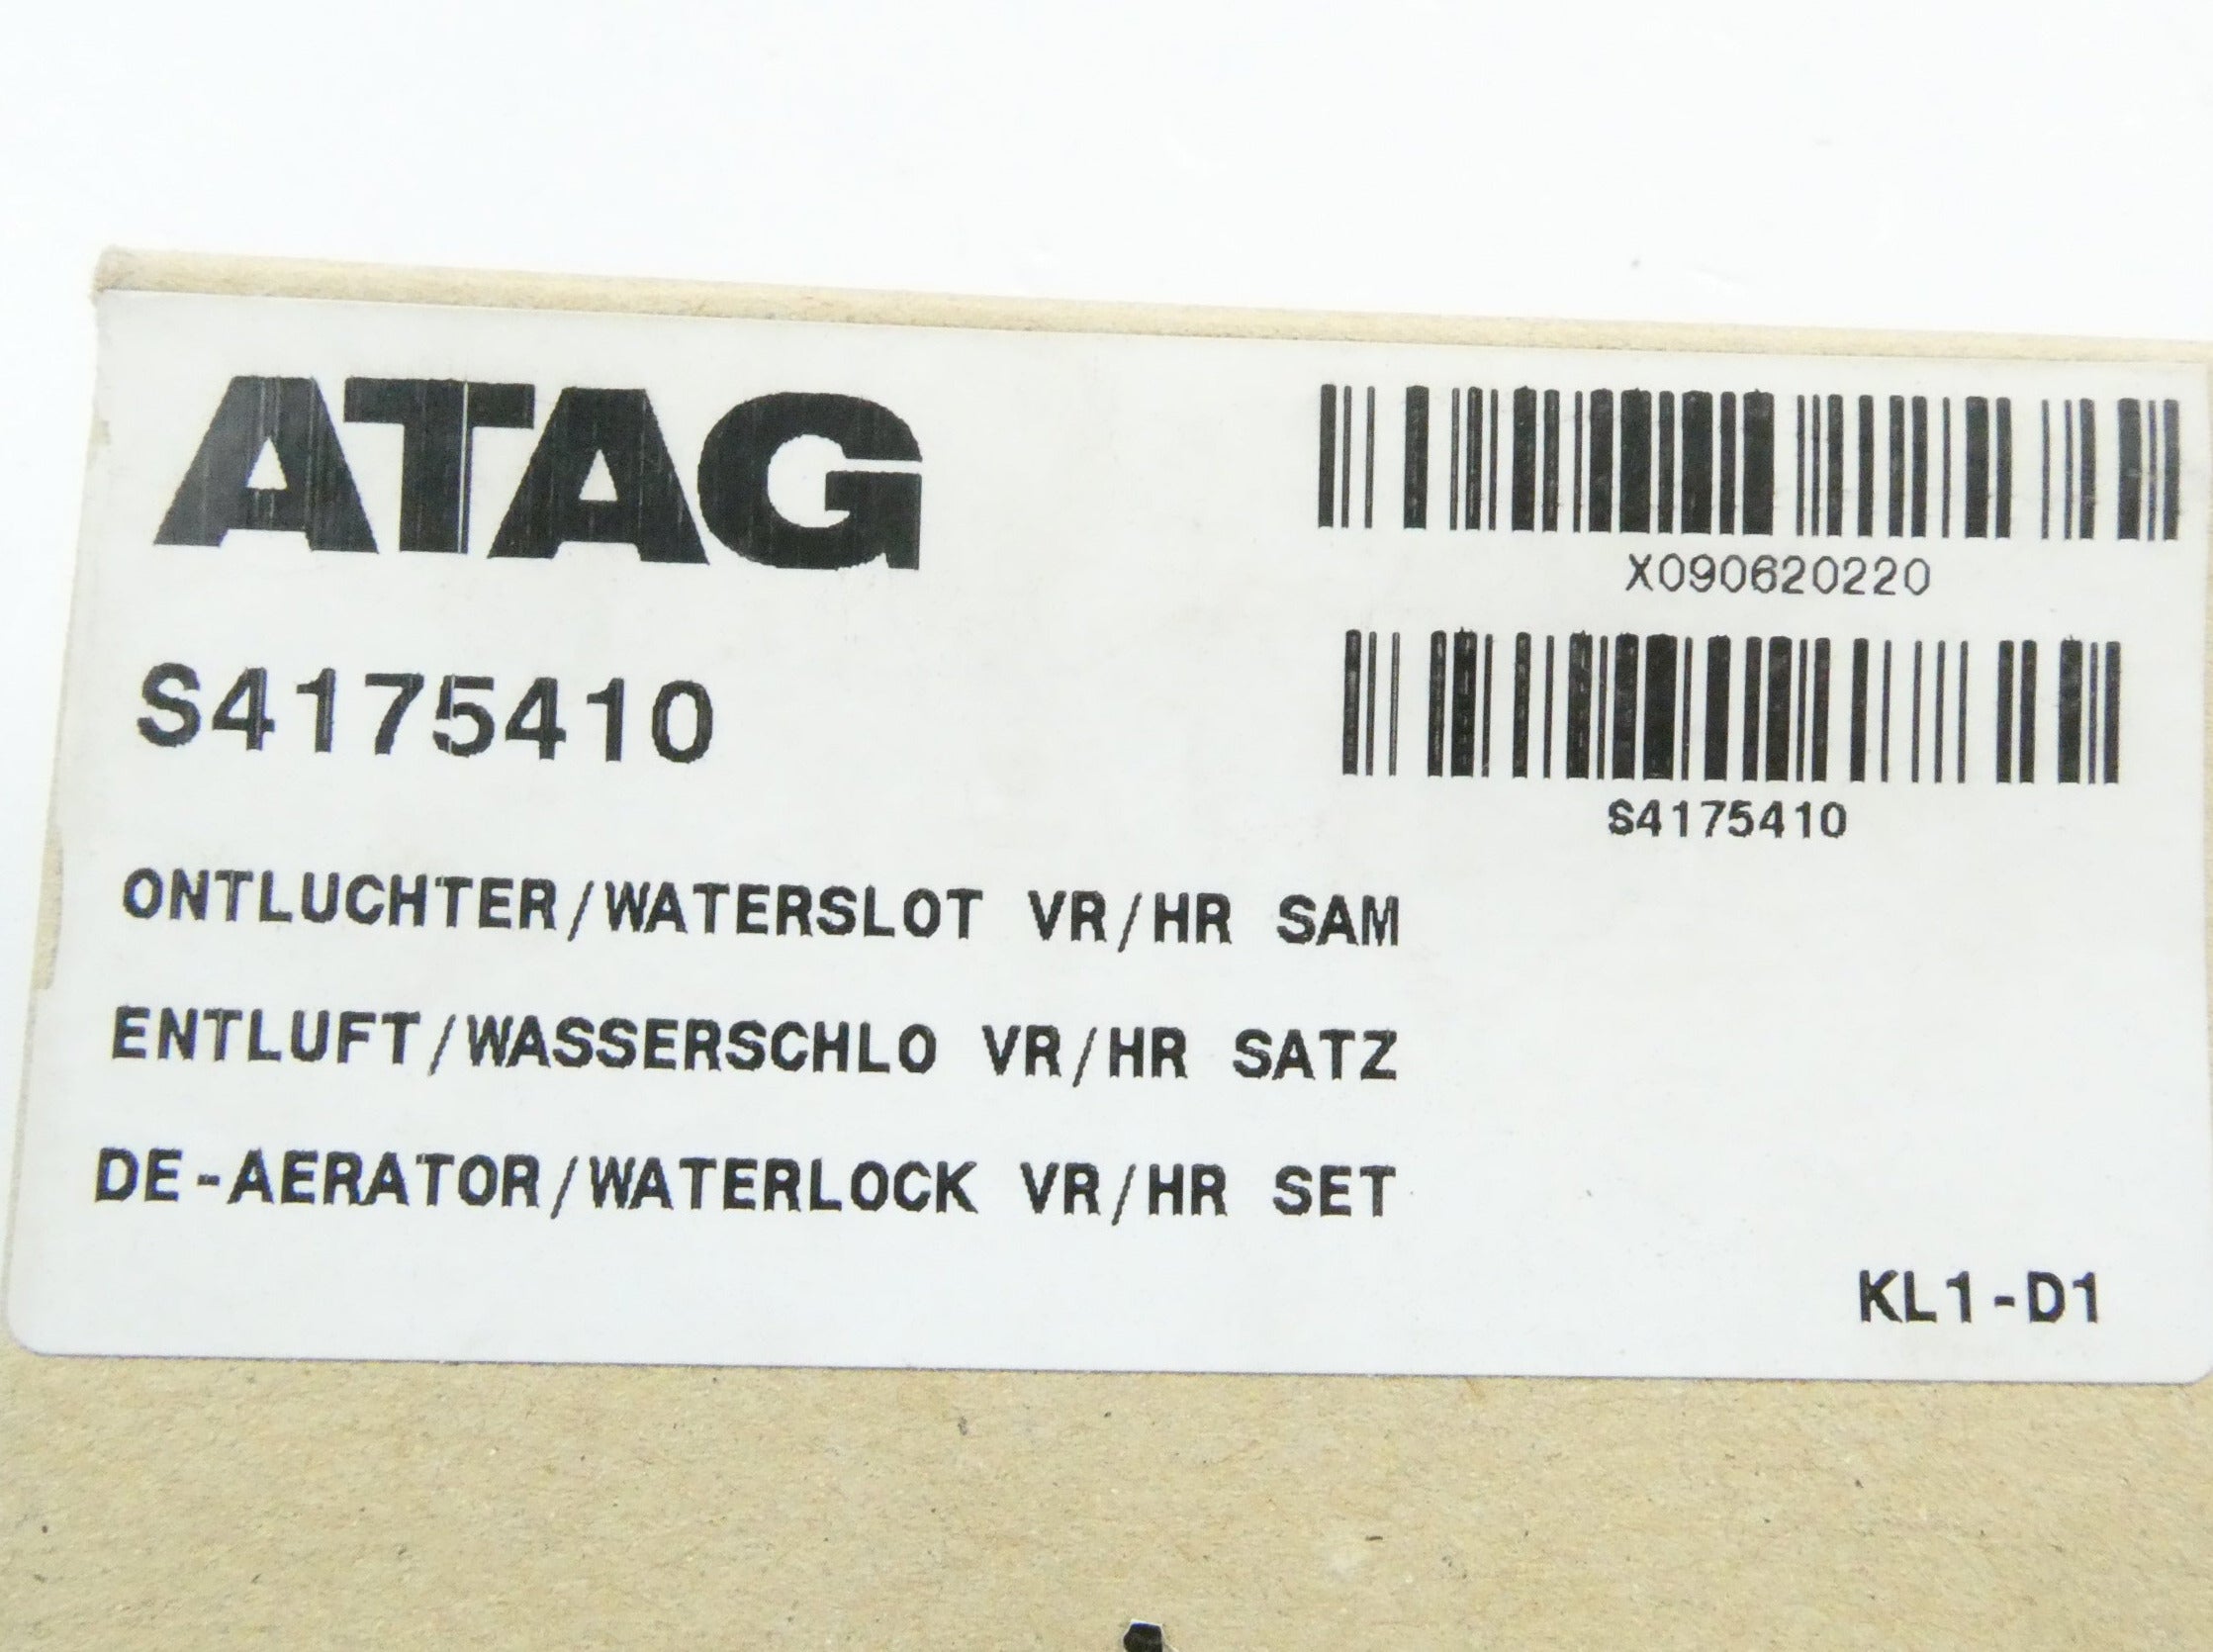 ATAG
X090620220
S4175410
S4175410
ONTLUCHTER/WATERSLOT VR/HR SAM
ENTLUFT/WASSERSCHLO VR/HR SATZ
DE-AERATOR/WATERLOCK VR/HR SET
KL1-D1